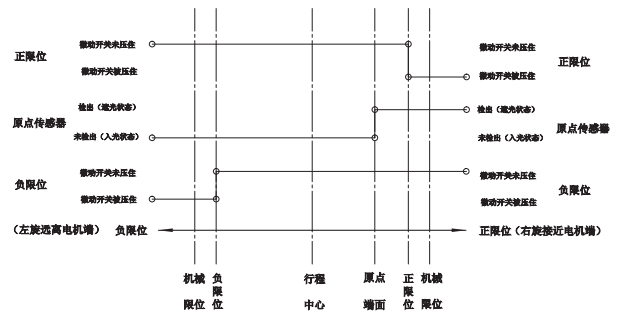 微动开关未压住
微动开关未压住
正限位
正限位
微动开关被压住
微动开关被压住
检出（遮光状态）
检出（遮光状态）
原点传感器
原点传感器
未检出（入光状态）
未检出（入光状态）
微动开关未压住
微动开关未压住
负限位
负限位
微动开关被压住
微动开关被压住
（左旋远离电机端） 负限位
正限位（右旋接近电机端）
机械限位
负限位
行程中心
原点端面
正限位
机械限位